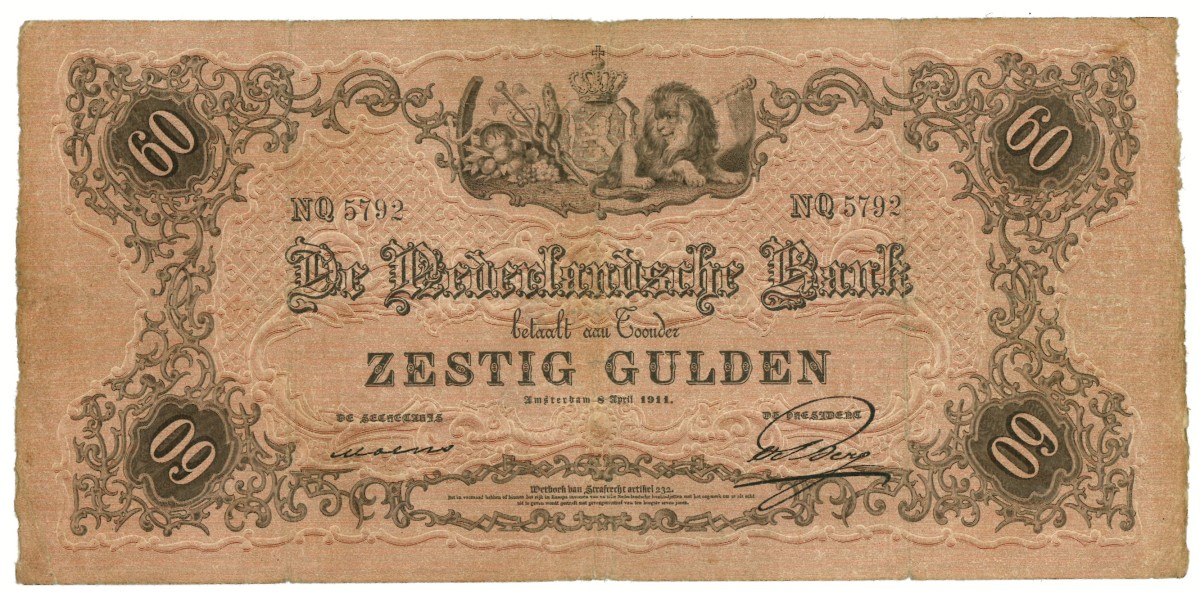 60 60
NQ 5792 NQ 5792
De Nederlandsche Bank
betaalt aan Toonder
ZESTIG GULDEN
Amsterdam 8 April 1911.
DE SECRETARIS DE PRESIDENT
60 60
Wetboek van Strafrecht artikel 232.